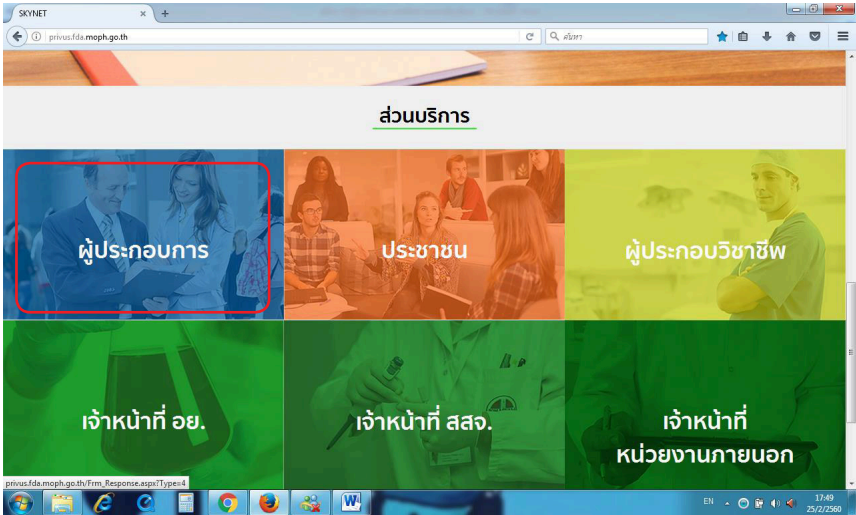 SKYNET
privus.fda.moph.go.th
ค้นหา
ส่วนบริการ
ผู้ประกอบการ
ประชาชน
ผู้ประกอบวิชาชีพ
เจ้าหน้าที่ อย.
เจ้าหน้าที่ สสจ.
เจ้าหน้าที่
หน่วยงานภายนอก
privus.fda.moph.go.th/Frm_Response.aspx?Type=4
EN
17:49
25/2/2560